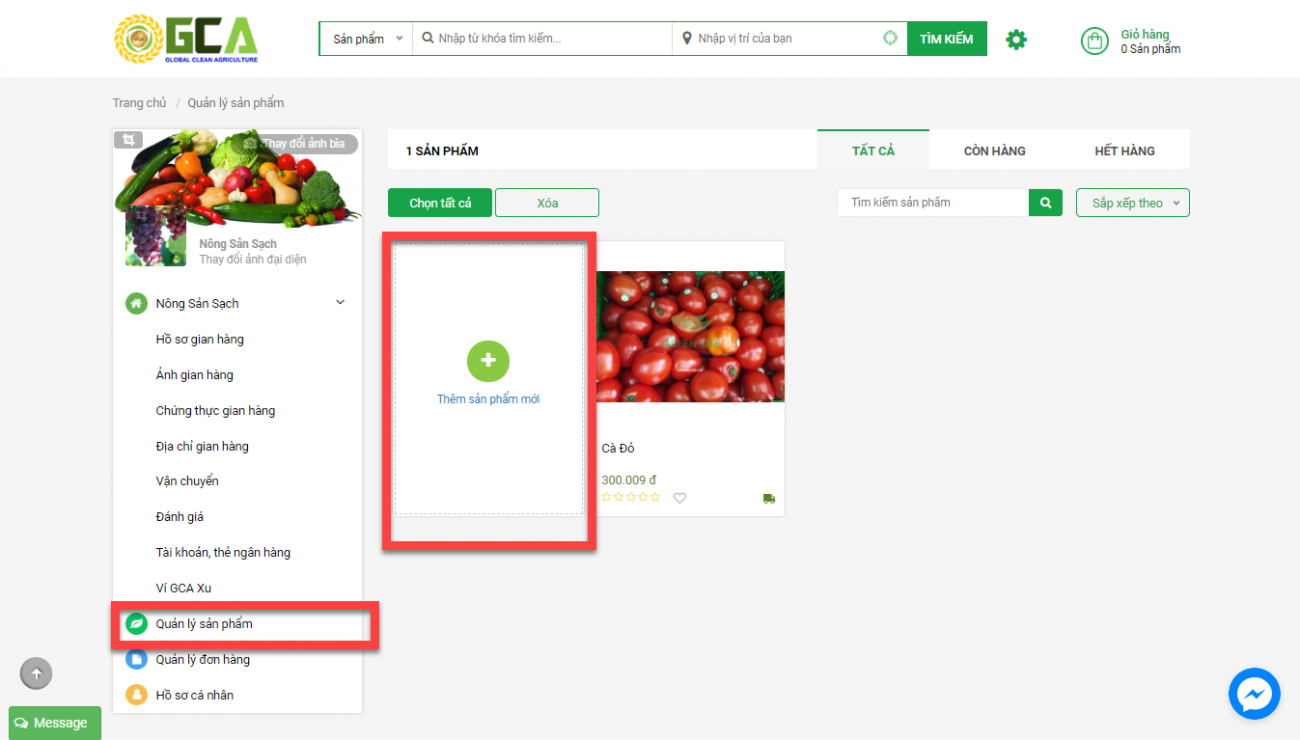 GCA
GLOBAL CLEAN AGRICULTURE
Sản phẩm
Nhập từ khóa tìm kiếm...
Nhập vị trí của bạn
TÌM KIẾM
Giỏ hàng
0 Sản phẩm
Trang chủ / Quản lý sản phẩm
Thay đổi ảnh bìa
Nông Sản Sạch
Thay đổi ảnh đại diện
Nông Sản Sạch
Hồ sơ gian hàng
Ảnh gian hàng
Chứng thực gian hàng
Địa chỉ gian hàng
Vận chuyển
Đánh giá
Tài khoản, thẻ ngân hàng
Ví GCA Xu
Quản lý sản phẩm
Quản lý đơn hàng
Hồ sơ cá nhân
1 SẢN PHẨM
TẤT CẢ
CÒN HÀNG
HẾT HÀNG
Chọn tất cả
Xóa
Tìm kiếm sản phẩm
Sắp xếp theo
Thêm sản phẩm mới
Cà Đỏ
300.009 đ
Message